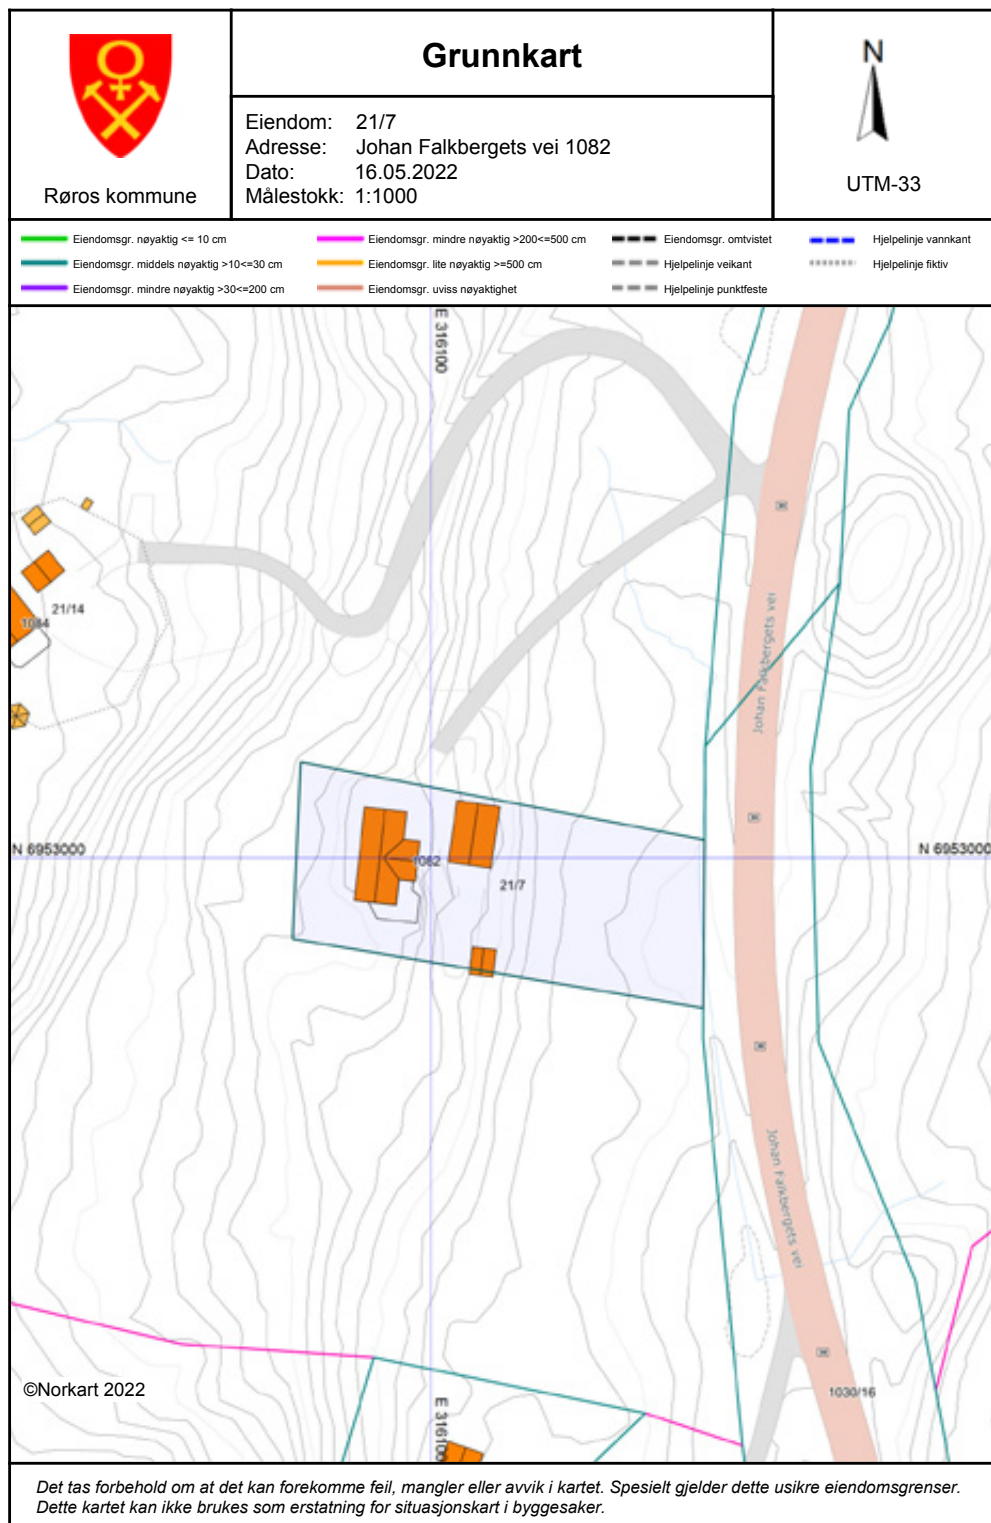 Røros kommune
Grunnkart
Eiendom: 21/7
Adresse: Johan Falkbergets vei 1082
Dato: 16.05.2022
Målestokk: 1:1000
N
UTM-33
Eiendomsgr. nøyaktig <= 10 cm
Eiendomsgr. middels nøyaktig >10<=30 cm
Eiendomsgr. mindre nøyaktig >30<=200 cm
Eiendomsgr. mindre nøyaktig >200<=500 cm
Eiendomsgr. lite nøyaktig >=500 cm
Eiendomsgr. uviss nøyaktighet
Eiendomsgr. omtvistet
Hjelpelinje veikant
Hjelpelinje punktfeste
Hjelpelinje vannkant
Hjelpelinje fiktiv
E 316100
21/14
1084
Johan Falkbergets vei
N 6953000
N 6953000
1082
21/7
Johan Falkbergets vei
©Norkart 2022
1030/16
E 316100
Det tas forbehold om at det kan forekomme feil, mangler eller avvik i kartet. Spesielt gjelder dette usikre eiendomsgrenser.
Dette kartet kan ikke brukes som erstatning for situasjonskart i byggesaker.